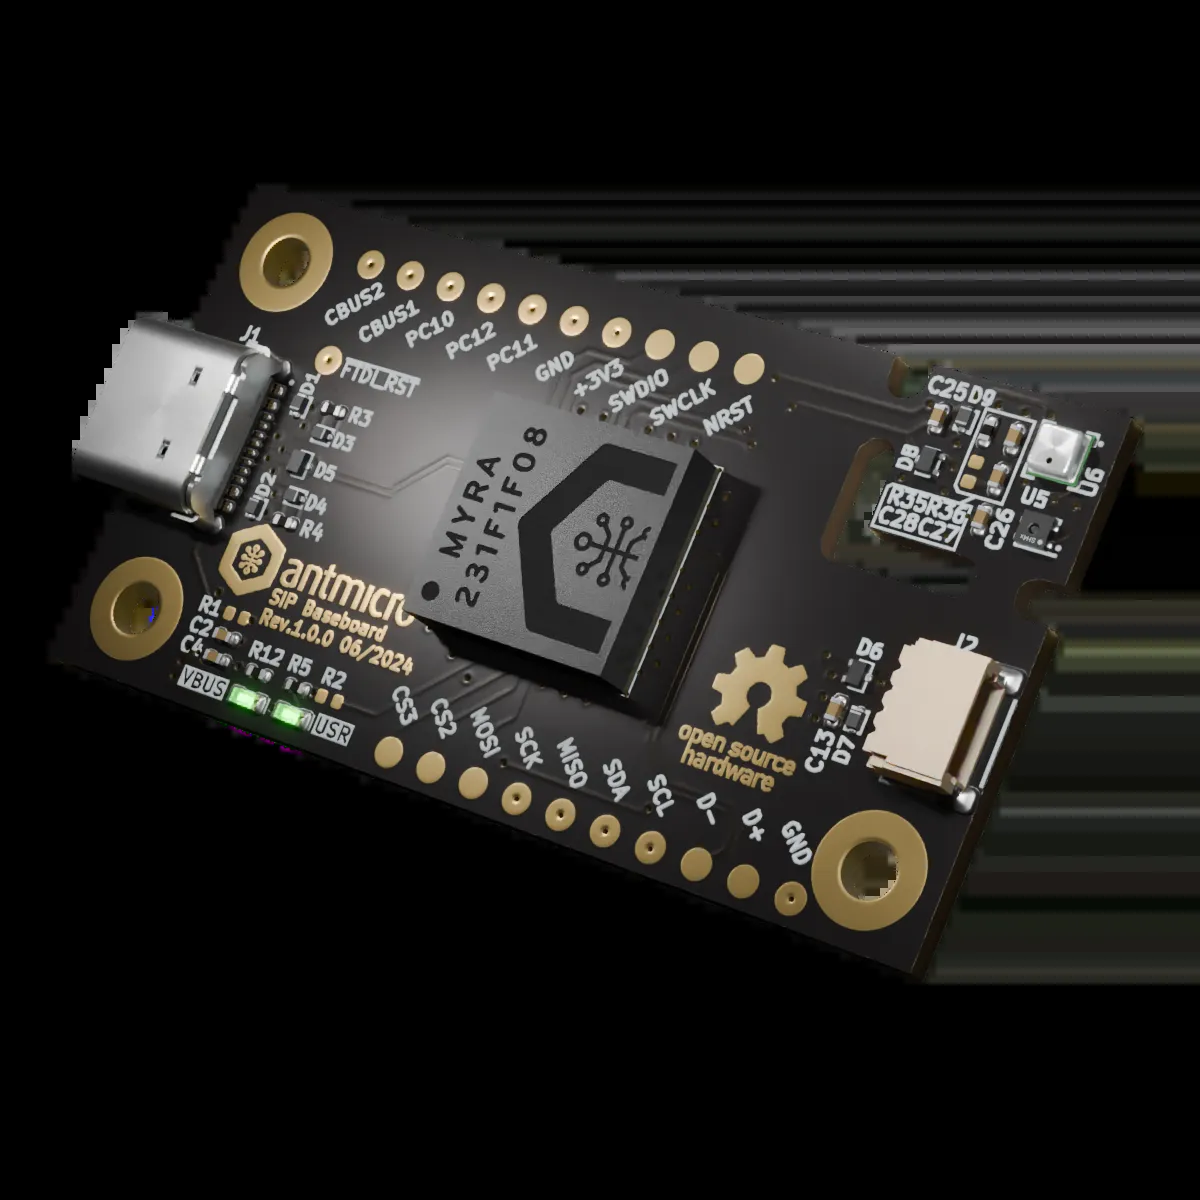 CBUS2
CBUS1
PC10
PC12
PC11
GND
+3V3
SWDIO
SWCLK
NRST
J1
FTDI_RST
D1
R3
D3
D5
D2
D4
R4
MYRA
231F1F08
C25 D9
D8
R35 R36
C28 C27
C26
U5
U6
antmicro
SiP Baseboard
Rev.1.0.0 06/2024
R1
C2
C4
R12 R5 R2
VBUS
USR
CS3
CS2
MOSI
SCK
MISO
SDA
SCL
D-
D+
GND
open source
hardware
D6
J2
C13
D7